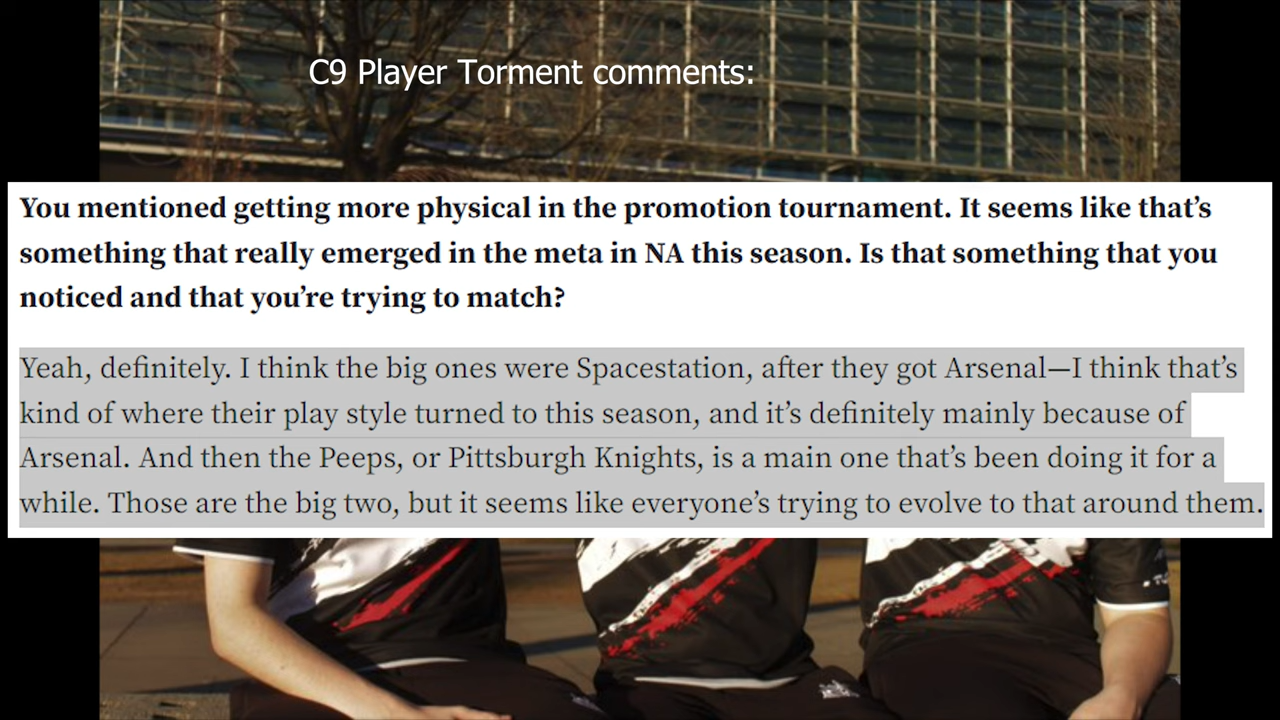 C9 Player Torment comments:
You mentioned getting more physical in the promotion tournament. It seems like that’s
something that really emerged in the meta in NA this season. Is that something that you
noticed and that you’re trying to match?
Yeah, definitely. I think the big ones were Spacestation, after they got Arsenal—I think that’s
kind of where their play style turned to this season, and it’s definitely mainly because of
Arsenal. And then the Peeps, or Pittsburgh Knights, is a main one that’s been doing it for a
while. Those are the big two, but it seems like everyone’s trying to evolve to that around them.